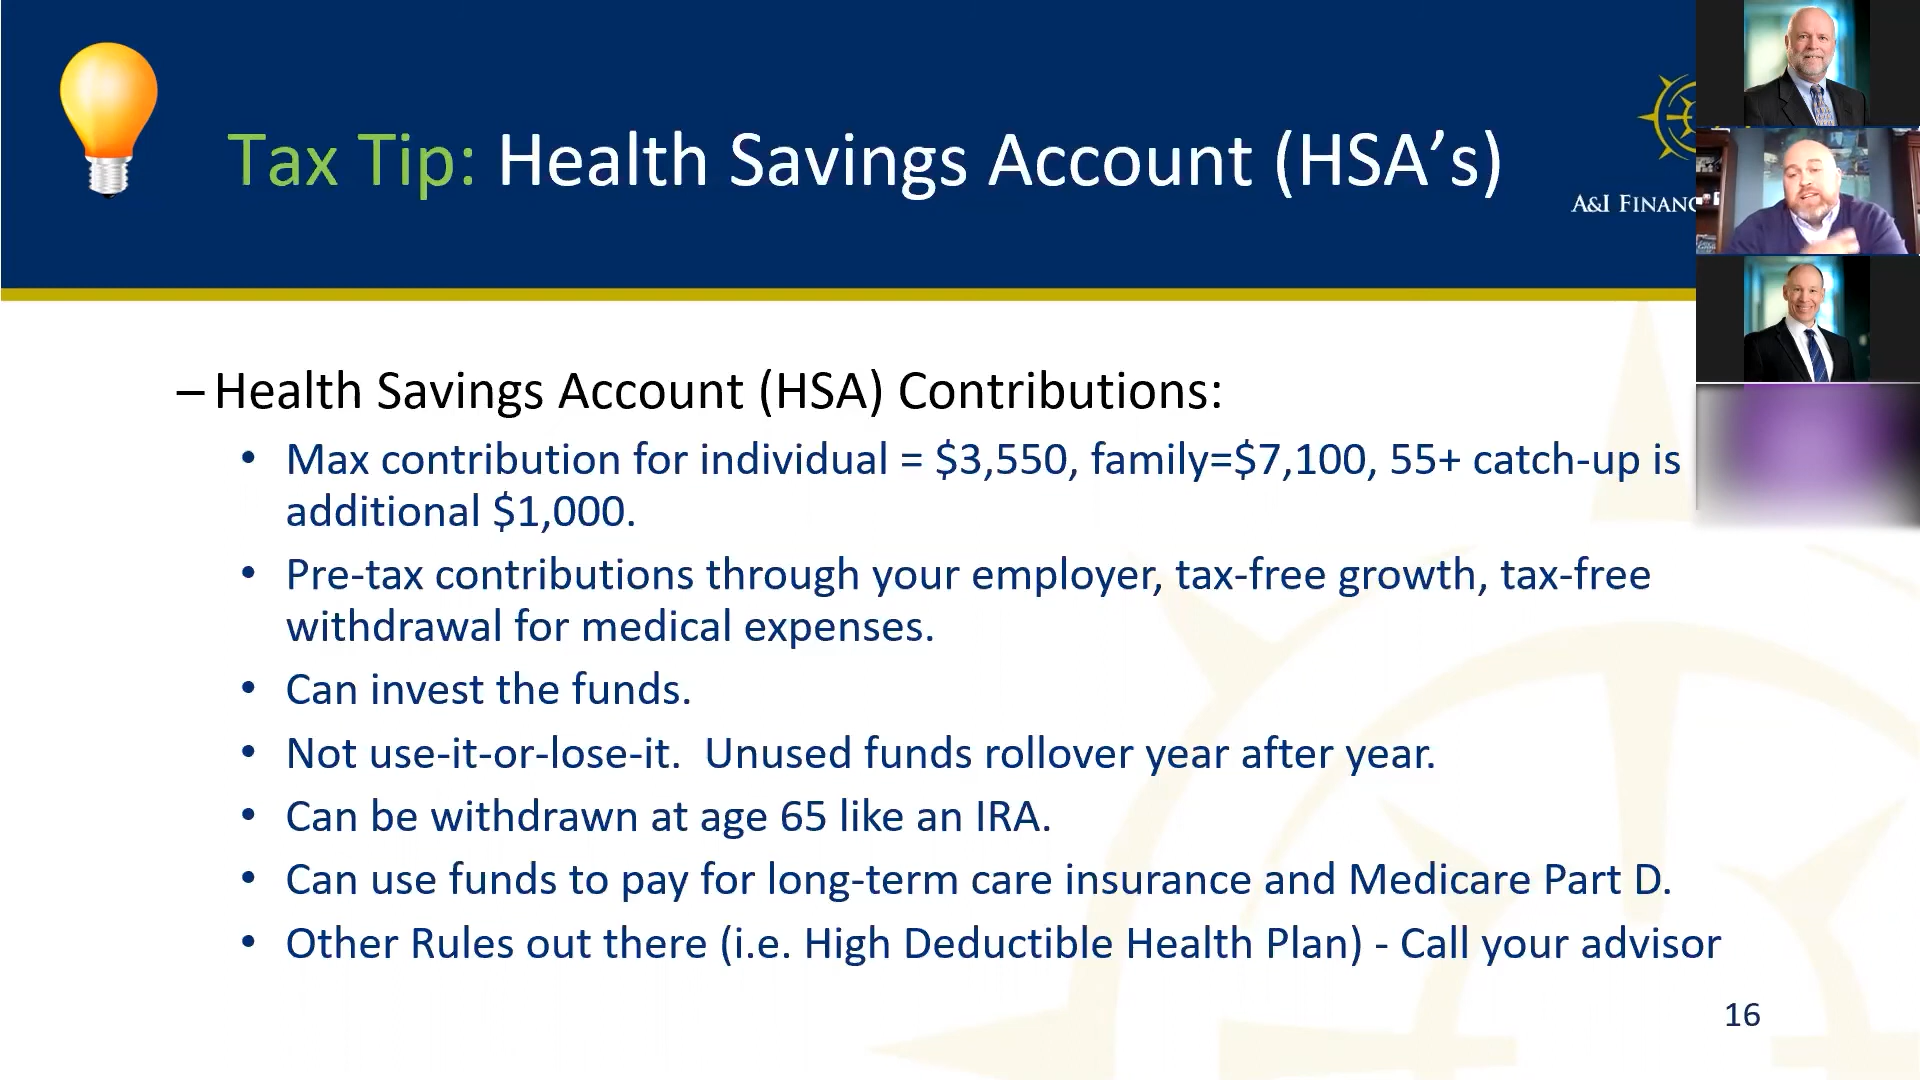 Tax Tip: Health Savings Account (HSA’s)
A&I FINANC
– Health Savings Account (HSA) Contributions:
• Max contribution for individual = $3,550, family=$7,100, 55+ catch-up is
additional $1,000.
• Pre-tax contributions through your employer, tax-free growth, tax-free
withdrawal for medical expenses.
• Can invest the funds.
• Not use-it-or-lose-it.  Unused funds rollover year after year.
• Can be withdrawn at age 65 like an IRA.
• Can use funds to pay for long-term care insurance and Medicare Part D.
• Other Rules out there (i.e. High Deductible Health Plan) - Call your advisor
16